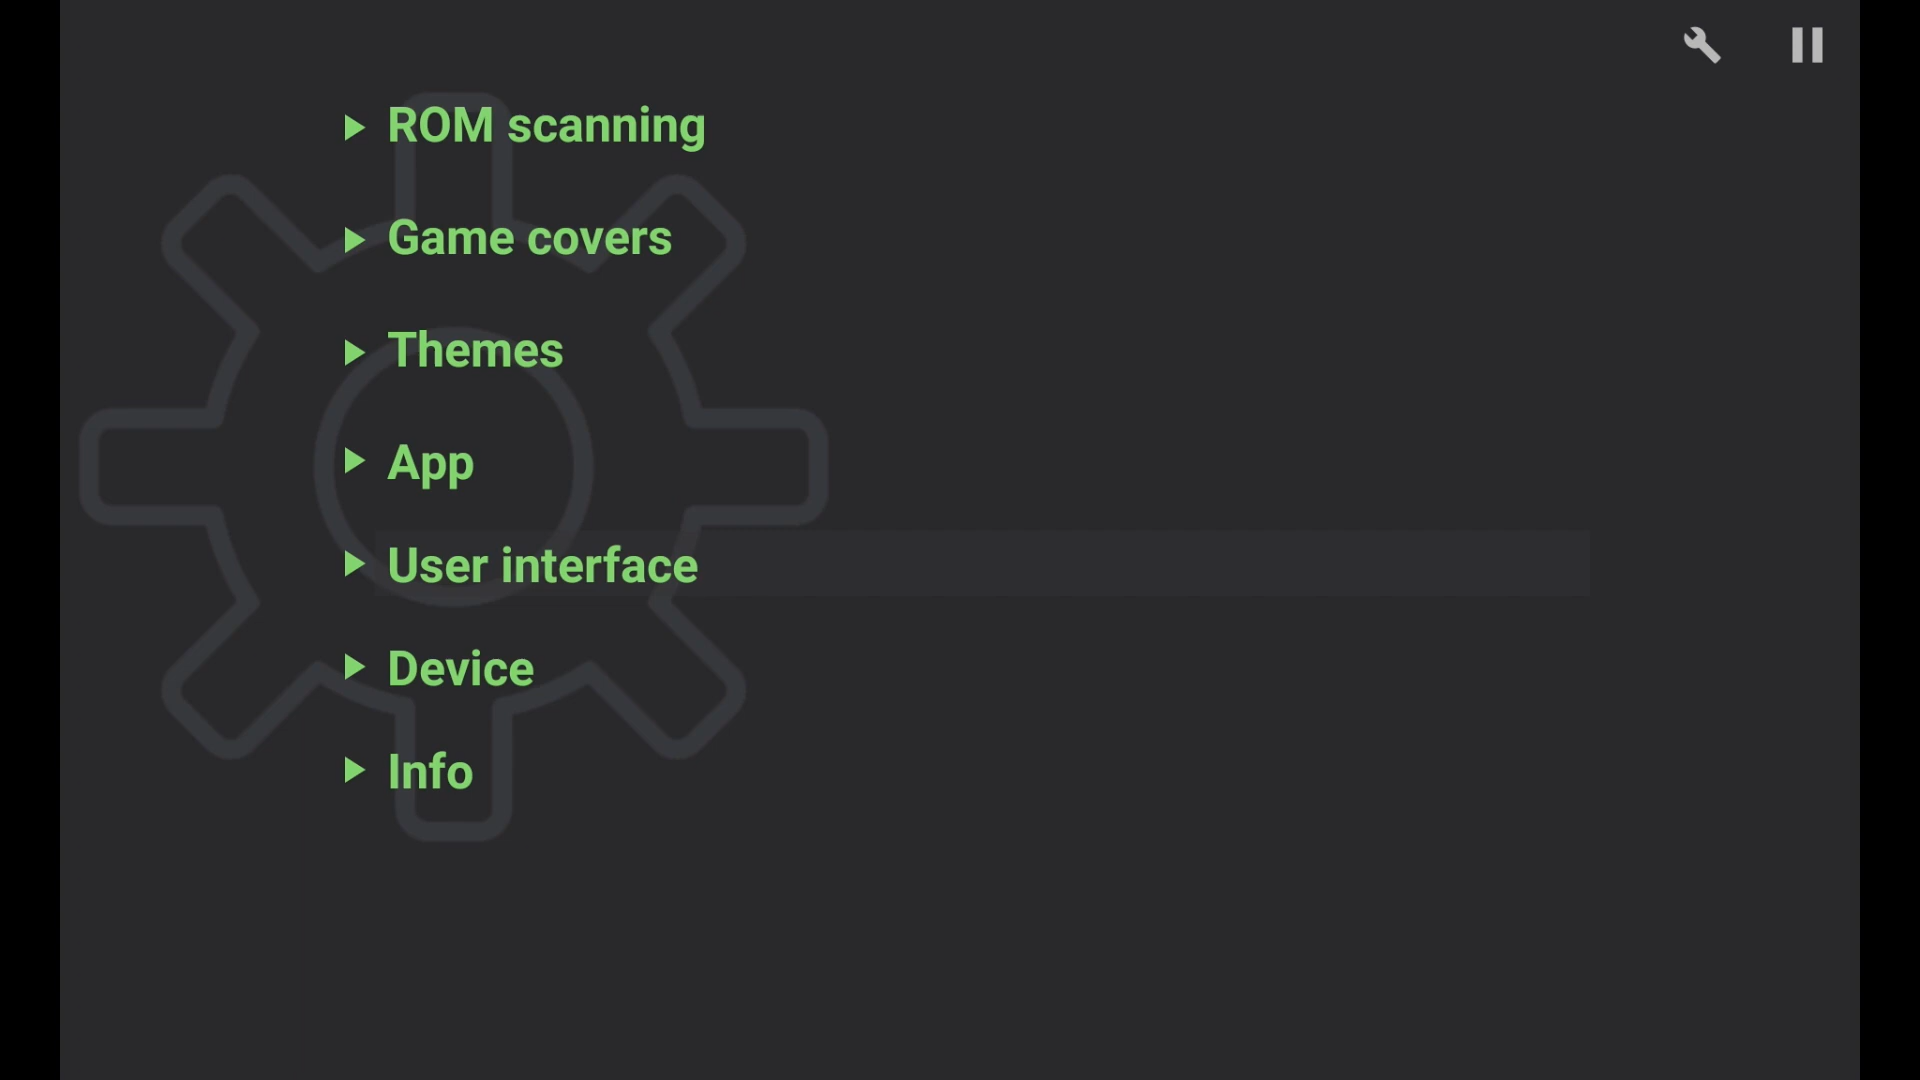 ROM scanning
Game covers
Themes
App
User interface
Device
Info